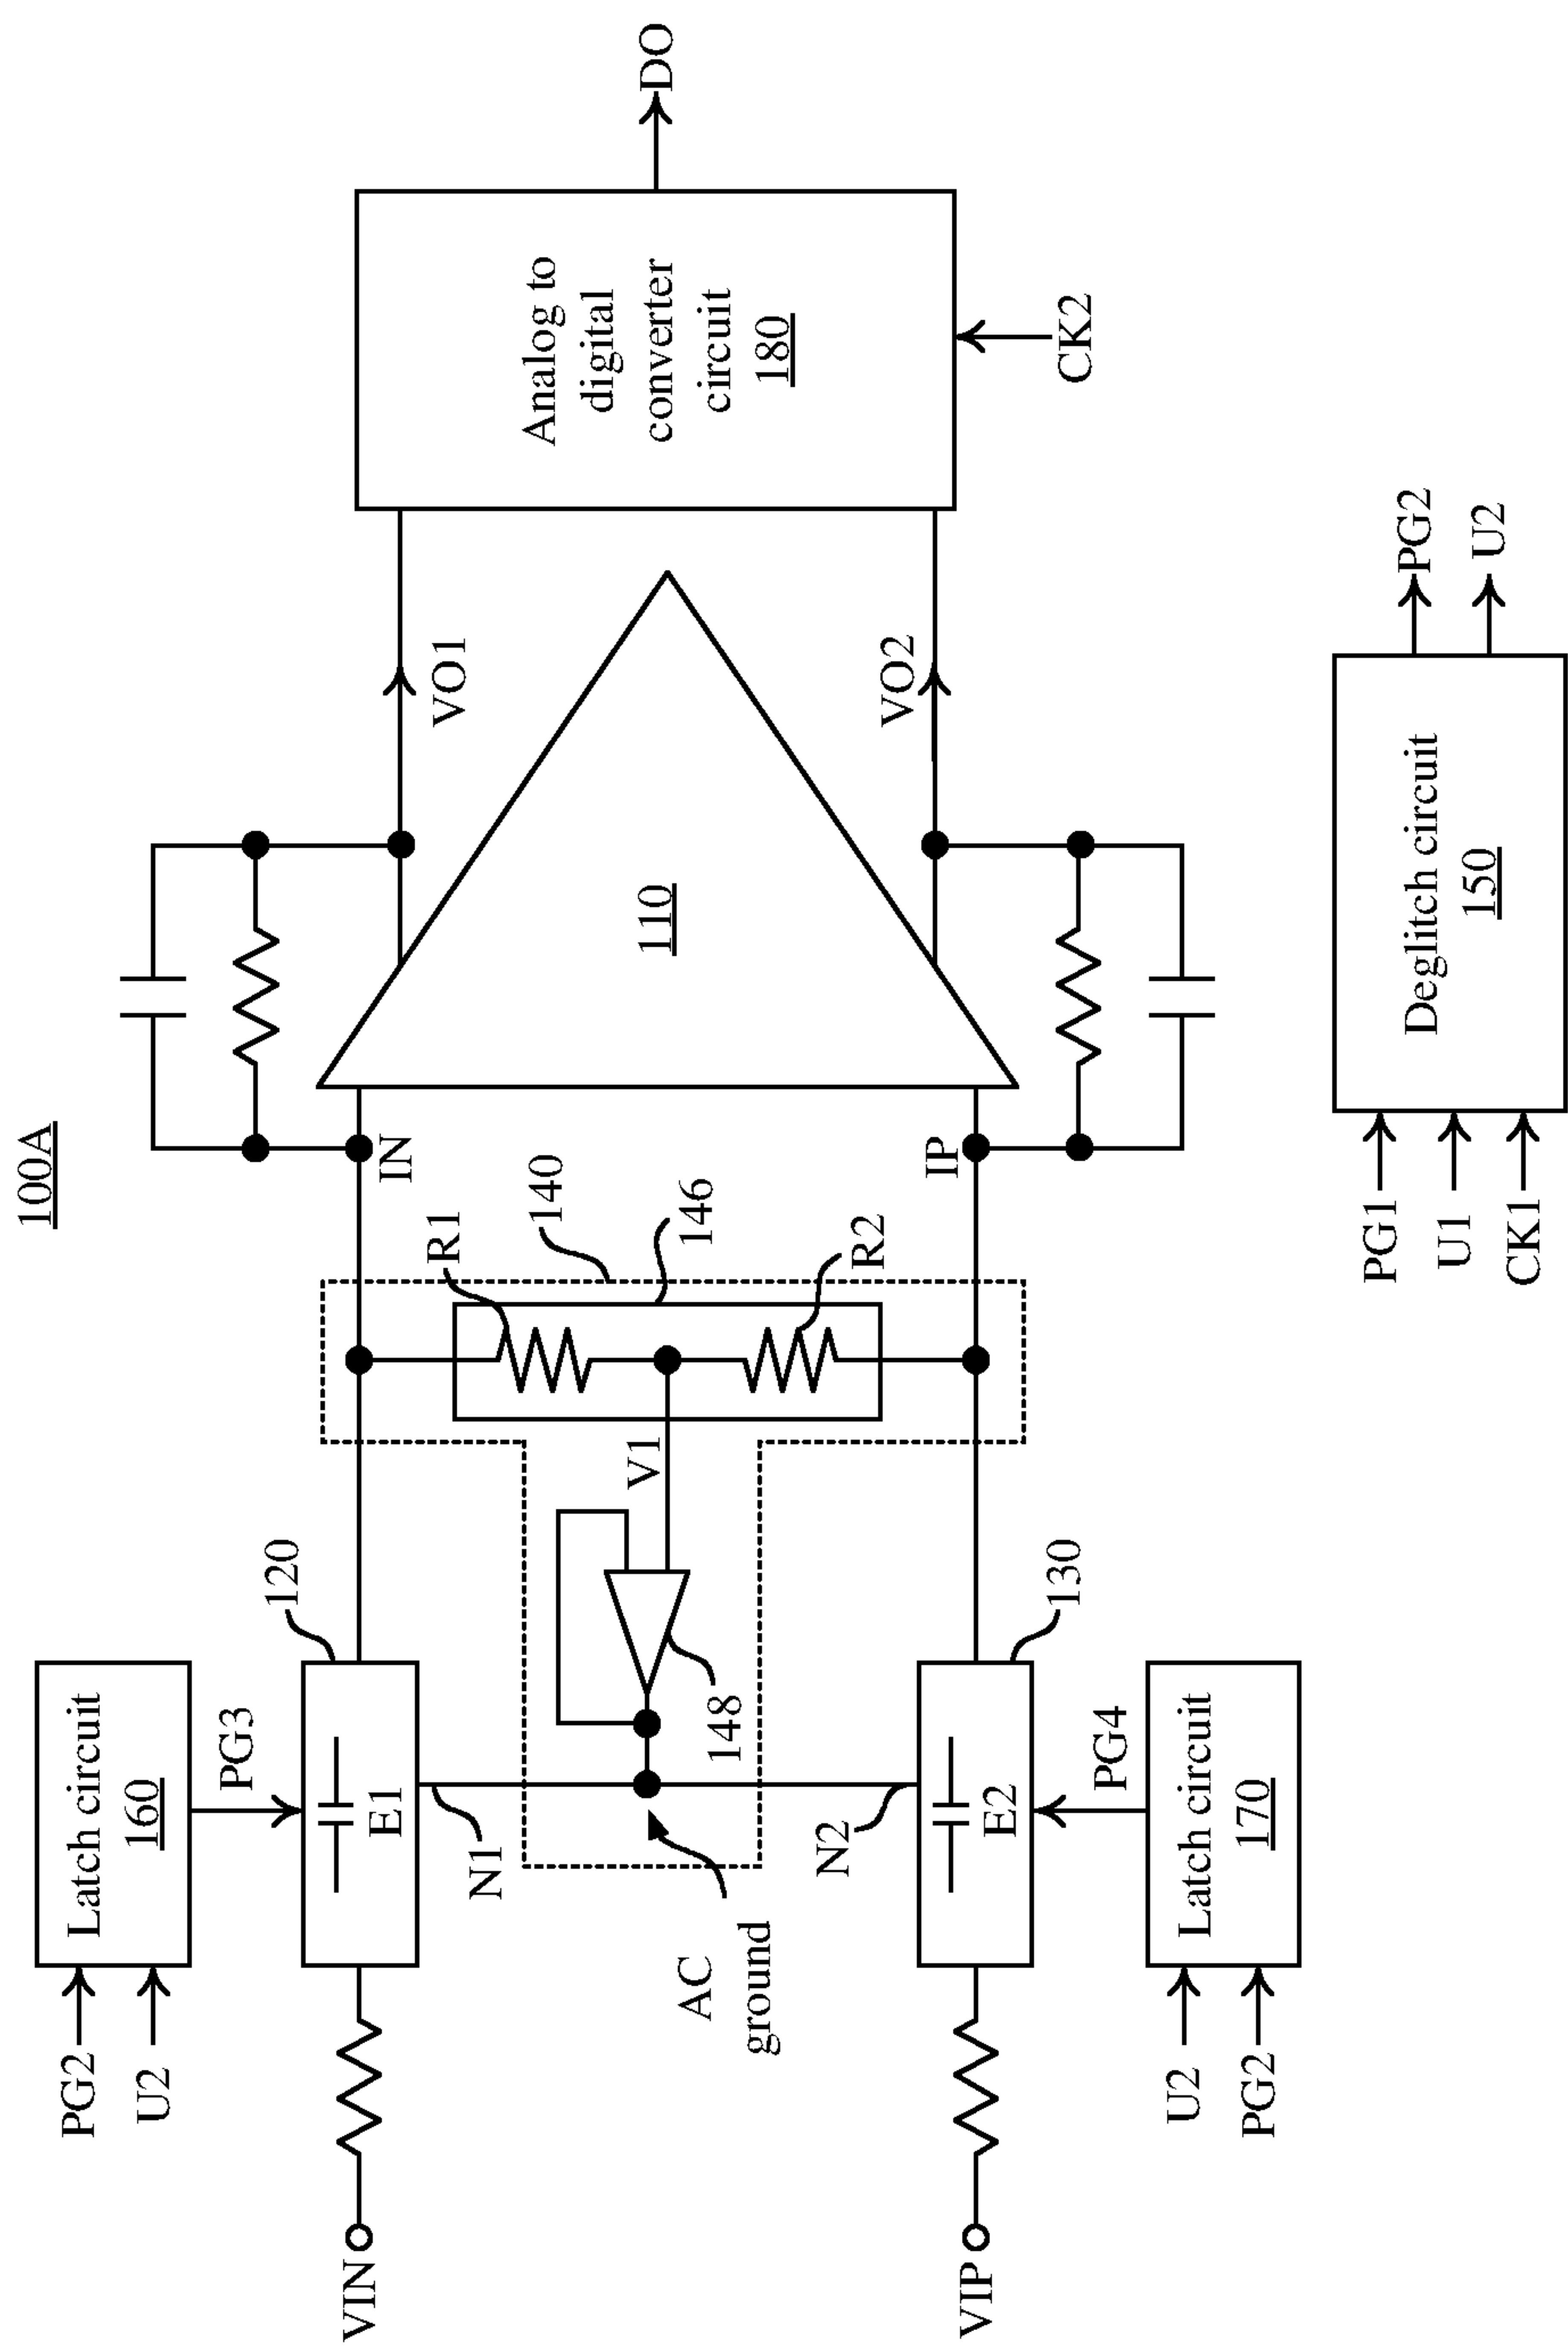 100A
PG2
U2
Latch circuit
160
PG3
120
E1
N1
VIN
IN
VO1
R1
140
146
V1
R2
148
AC
ground
110
Analog to
digital
converter
circuit
180
DO
CK2
N2
IP
VO2
VIP
E2
130
PG4
U2
PG2
Latch circuit
170
PG1
U1
CK1
Deglitch circuit
150
PG2
U2